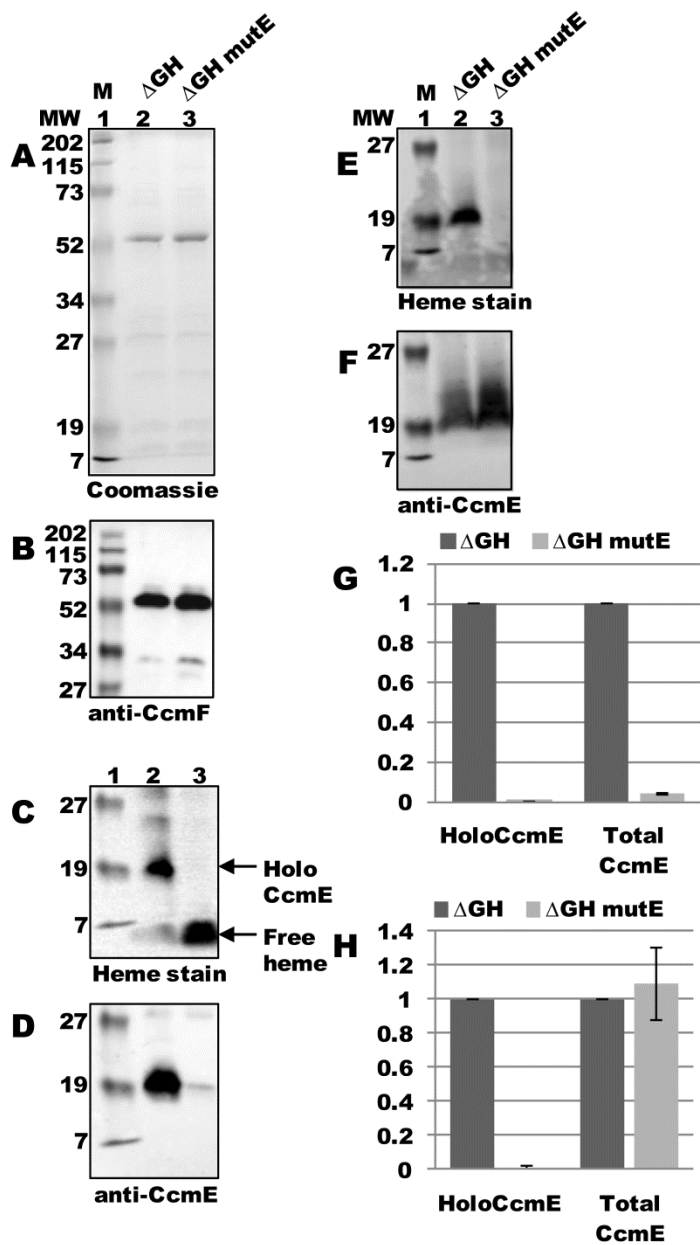 M ΔGH ΔGH mutE
MW 1 2 3
A
202
115
73
52
34
27
19
7
Coomassie
B
202
115
73
52
34
27
anti-CcmF
1 2 3
C
27
19
7
Holo CcmE
Free heme
Heme stain
D
27
19
7
anti-CcmE
M ΔGH ΔGH mutE
MW 1 2 3
E
27
19
7
Heme stain
F
27
19
7
anti-CcmE
ΔGH ΔGH mutE
G
1.2
1
0.8
0.6
0.4
0.2
0
HoloCcmE Total CcmE
ΔGH ΔGH mutE
H
1.4
1.2
1
0.8
0.6
0.4
0.2
0
HoloCcmE Total CcmE